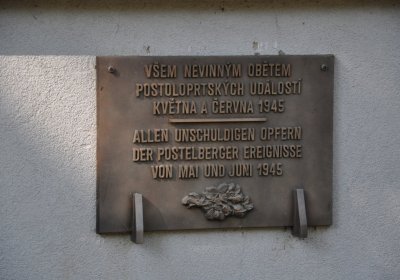 VŠEM NEVINNÝM OBĚTEM
POSTOLOPRTSKÝCH UDÁLOSTÍ
KVĚTNA A ČERVNA 1945
ALLEN UNSCHULDIGEN OPFERN
DER POSTELBERGER EREIGNISSE
VON MAI UND JUNI 1945